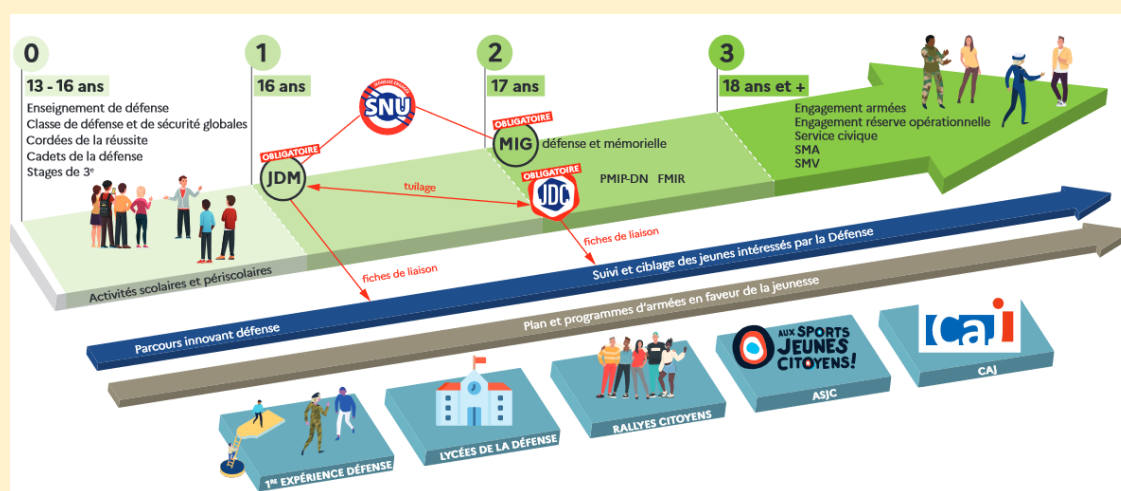 0
13 - 16 ans
Enseignement de défense
Classe de défense et de sécurité globales
Cordées de la réussite
Cadets de la défense
Stages de 3e
Activités scolaires et périscolaires
1
16 ans
OBLIGATOIRE
JDM
SNU
2
17 ans
OBLIGATOIRE
MIG
défense et mémorielle
PMIP-DN FMIR
tuilage
OBLIGATOIRE
JDC
fiches de liaison
fiches de liaison
3
18 ans et +
Engagement armées
Engagement réserve opérationnelle
Service civique
SMA
SMV
Parcours innovant défense
Suivi et ciblage des jeunes intéressés par la Défense
Plan et programmes d'armées en faveur de la jeunesse
1RE EXPÉRIENCE DÉFENSE
LYCÉES DE LA DÉFENSE
RALLYES CITOYENS
AUX SPORTS
JEUNES
CITOYENS!
ASJC
caj
CAJ